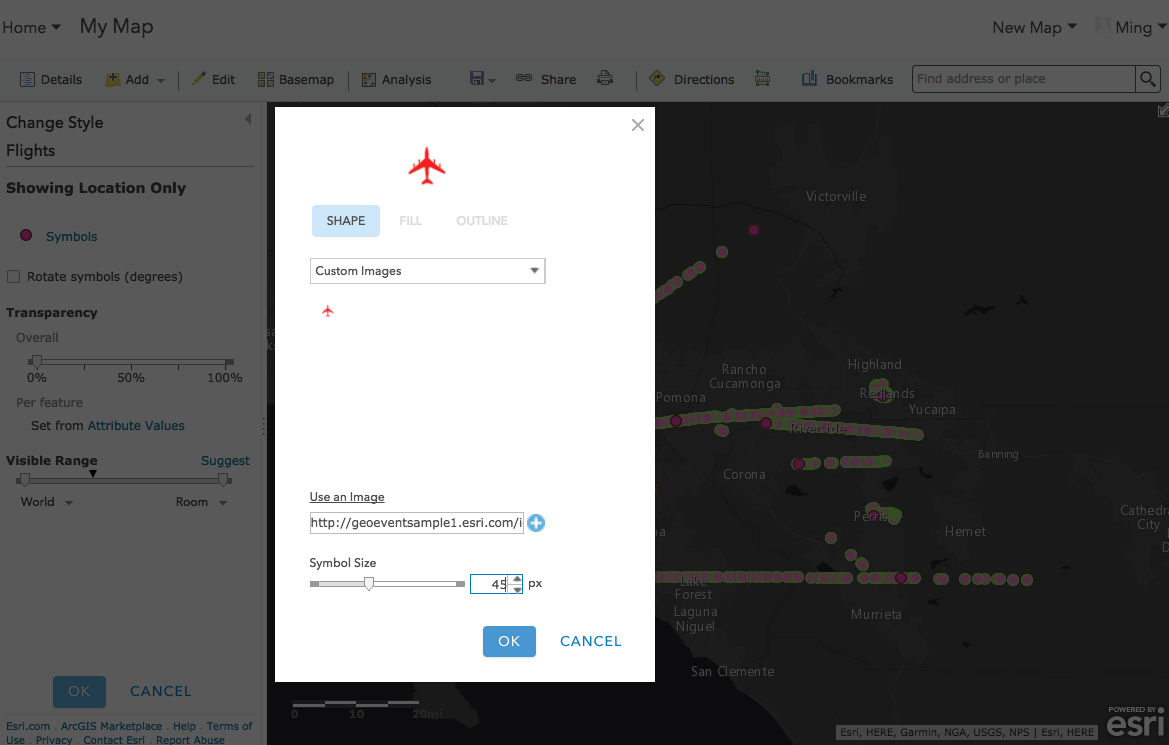 Home
My Map
New Map
Ming
Details
Add
Edit
Basemap
Analysis
Share
Directions
Bookmarks
Find address or place
Change Style
Flights
Showing Location Only
Symbols
Rotate symbols (degrees)
Transparency
Overall
0%
50%
100%
Per feature
Set from Attribute Values
Visible Range
Suggest
World
Room
OK
CANCEL
Esri.com . ArcGIS Marketplace . Help . Terms of
Use . Privacy . Contact Esri . Report Abuse
SHAPE
FILL
OUTLINE
Custom Images
Use an Image
http://geoeventsample1.esri.com/i
Symbol Size
45
px
OK
CANCEL
Victorville
Highland
Rancho
Cucamonga
Redlands
Pomona
Yucaipa
Riverside
Banning
Corona
Perris
Hemet
Cathedra
City
Lake
Forest
Laguna
Niguel
Murrieta
San Clemente
0
10
20mi
Esri, HERE, Garmin, NGA, USGS, NPS | Esri, HERE
POWERED BY
esri